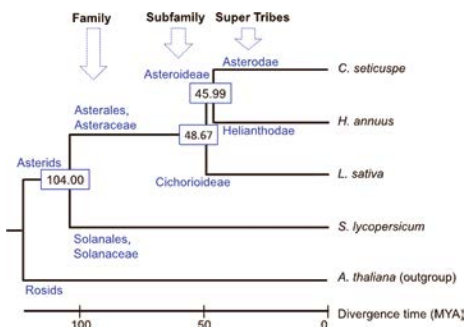 Family
Subfamily
Super Tribes
Asteroideae
Asterodae
C. seticuspe
45.99
Asterales,
Asteraceae
H. annuus
Helianthodae
48.67
Asterids
L. sativa
104.00
Cichorioideae
S. lycopersicum
Solanales,
Solanaceae
A. thaliana (outgroup)
Rosids
Divergence time (MYA)
100
50
0